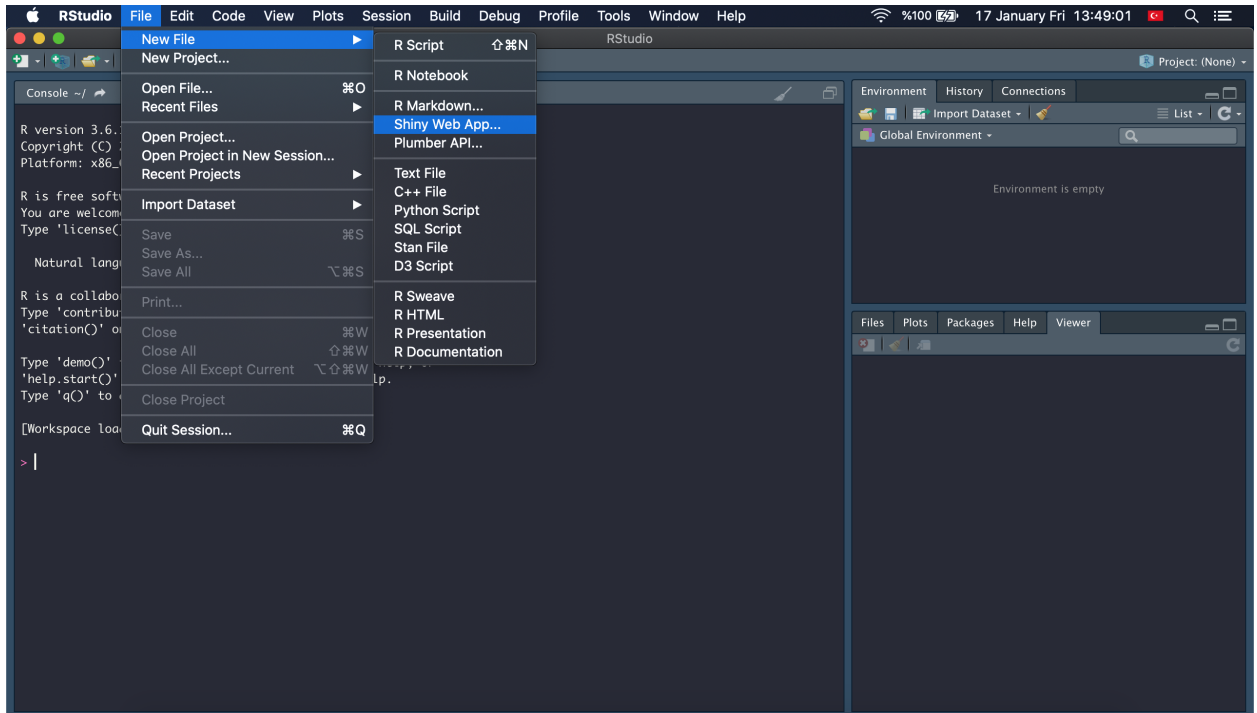 RStudio File Edit Code View Plots Session Build Debug Profile Tools Window Help %100 17 January Fri 13:49:01
RStudio
Project: (None)
New File
New Project...
Open File... ⌘O
Recent Files
Open Project...
Open Project in New Session...
Recent Projects
Import Dataset
Save ⌘S
Save As...
Save All ⌥⌘S
Print...
Close ⌘W
Close All ⇧⌘W
Close All Except Current ⌥⇧⌘W
Close Project
Quit Session... ⌘Q
R Script ⇧⌘N
R Notebook
R Markdown...
Shiny Web App...
Plumber API...
Text File
C++ File
Python Script
SQL Script
Stan File
D3 Script
R Sweave
R HTML
R Presentation
R Documentation
Console ~/
R version 3.6.
Copyright (C)
Platform: x86_
R is free soft
You are welcom
Type 'license(
Natural lang
R is a collabo
Type 'contribu
'citation()' o
Type 'demo()'
'help.start()' lp.
Type 'q()' to
[Workspace loa
>
Environment History Connections
Import Dataset List
Global Environment
Environment is empty
Files Plots Packages Help Viewer